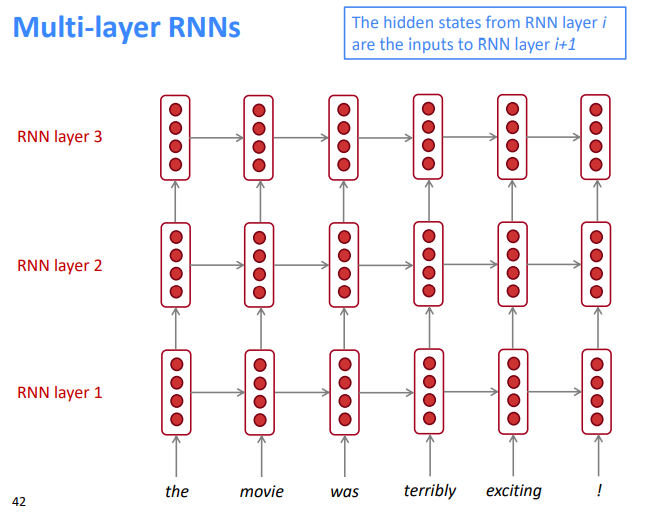 Multi-layer RNNs
The hidden states from RNN layer i
are the inputs to RNN layer i+1
RNN layer 3
RNN layer 2
RNN layer 1
the movie was terribly exciting !
42